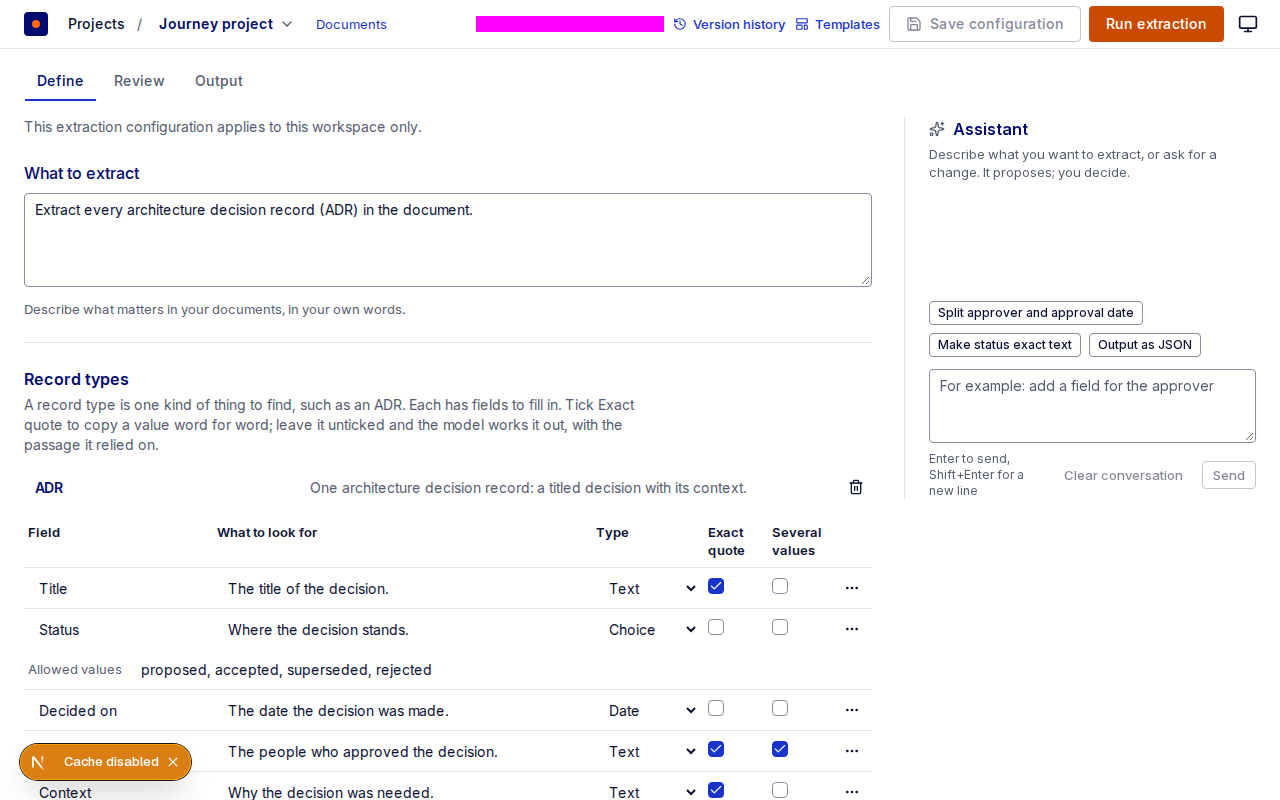 Projects / Journey project Documents Version history Templates Save configuration Run extraction
Define Review Output
This extraction configuration applies to this workspace only.
What to extract
Extract every architecture decision record (ADR) in the document.
Describe what matters in your documents, in your own words.
Record types
A record type is one kind of thing to find, such as an ADR. Each has fields to fill in. Tick Exact
quote to copy a value word for word; leave it unticked and the model works it out, with the
passage it relied on.
ADR One architecture decision record: a titled decision with its context.
Field What to look for Type Exact quote Several values
Title The title of the decision. Text
Status Where the decision stands. Choice
Allowed values proposed, accepted, superseded, rejected
Decided on The date the decision was made. Date
The people who approved the decision. Text
Context Why the decision was needed. Text
Cache disabled
Assistant
Describe what you want to extract, or ask for a
change. It proposes; you decide.
Split approver and approval date
Make status exact text Output as JSON
For example: add a field for the approver
Enter to send,
Shift+Enter for a
new line
Clear conversation Send